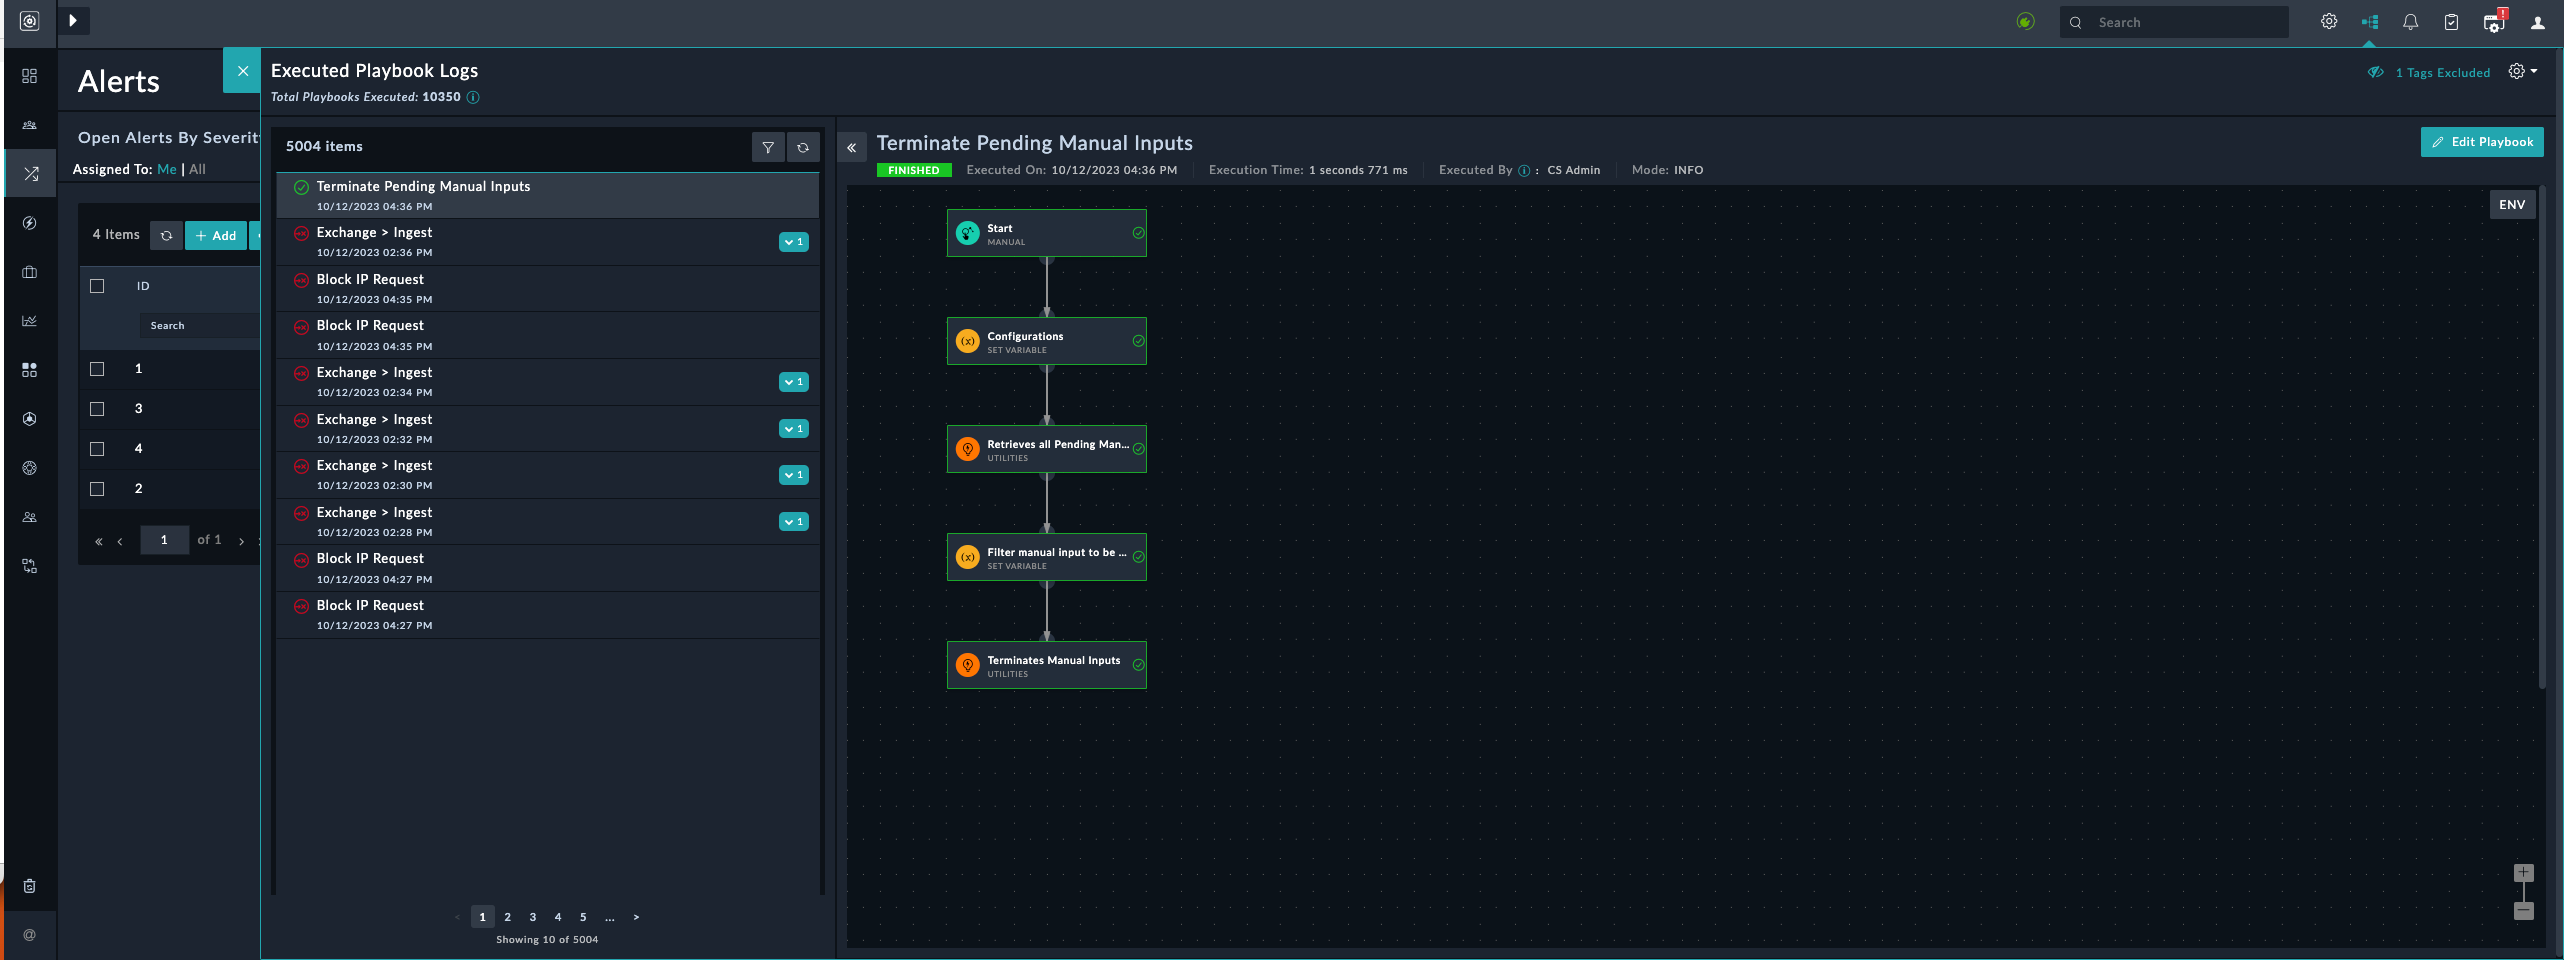 Search
Alerts
Open Alerts By Severit
Assigned To: Me | All
4 Items
+ Add
ID
Search
1
3
4
2
1 of 1
@
Executed Playbook Logs
Total Playbooks Executed: 10350
1 Tags Excluded
5004 items
Terminate Pending Manual Inputs
10/12/2023 04:36 PM
Exchange > Ingest
10/12/2023 02:36 PM
1
Block IP Request
10/12/2023 04:35 PM
Block IP Request
10/12/2023 04:35 PM
Exchange > Ingest
10/12/2023 02:34 PM
1
Exchange > Ingest
10/12/2023 02:32 PM
1
Exchange > Ingest
10/12/2023 02:30 PM
1
Exchange > Ingest
10/12/2023 02:28 PM
1
Block IP Request
10/12/2023 04:27 PM
Block IP Request
10/12/2023 04:27 PM
< 1 2 3 4 5 ... >
Showing 10 of 5004
Terminate Pending Manual Inputs
Edit Playbook
FINISHED Executed On: 10/12/2023 04:36 PM Execution Time: 1 seconds 771 ms Executed By : CS Admin Mode: INFO
ENV
Start
MANUAL
Configurations
SET VARIABLE
Retrieves all Pending Man...
UTILITIES
Filter manual input to be ...
SET VARIABLE
Terminates Manual Inputs
UTILITIES